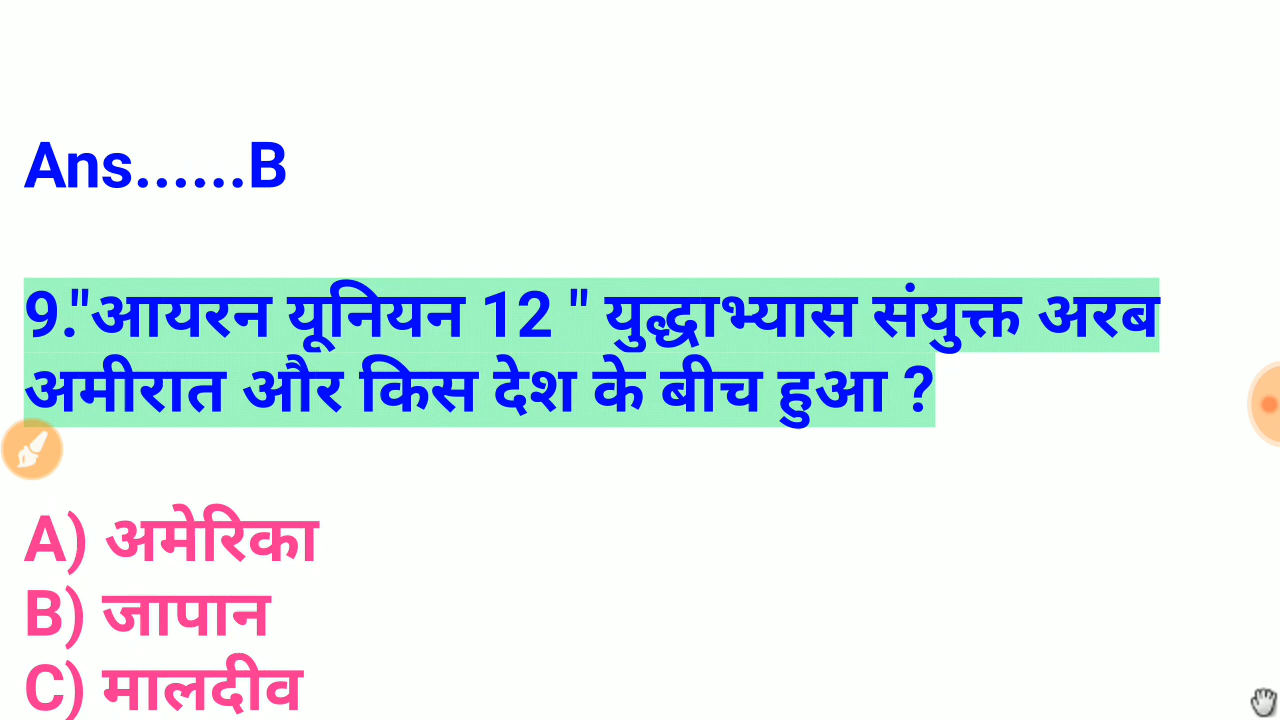 Ans......B
9."आयरन यूनियन 12 " युद्धाभ्यास संयुक्त अरब
अमीरात और किस देश के बीच हुआ ?
A) अमेरिका
B) जापान
C) मालदीव